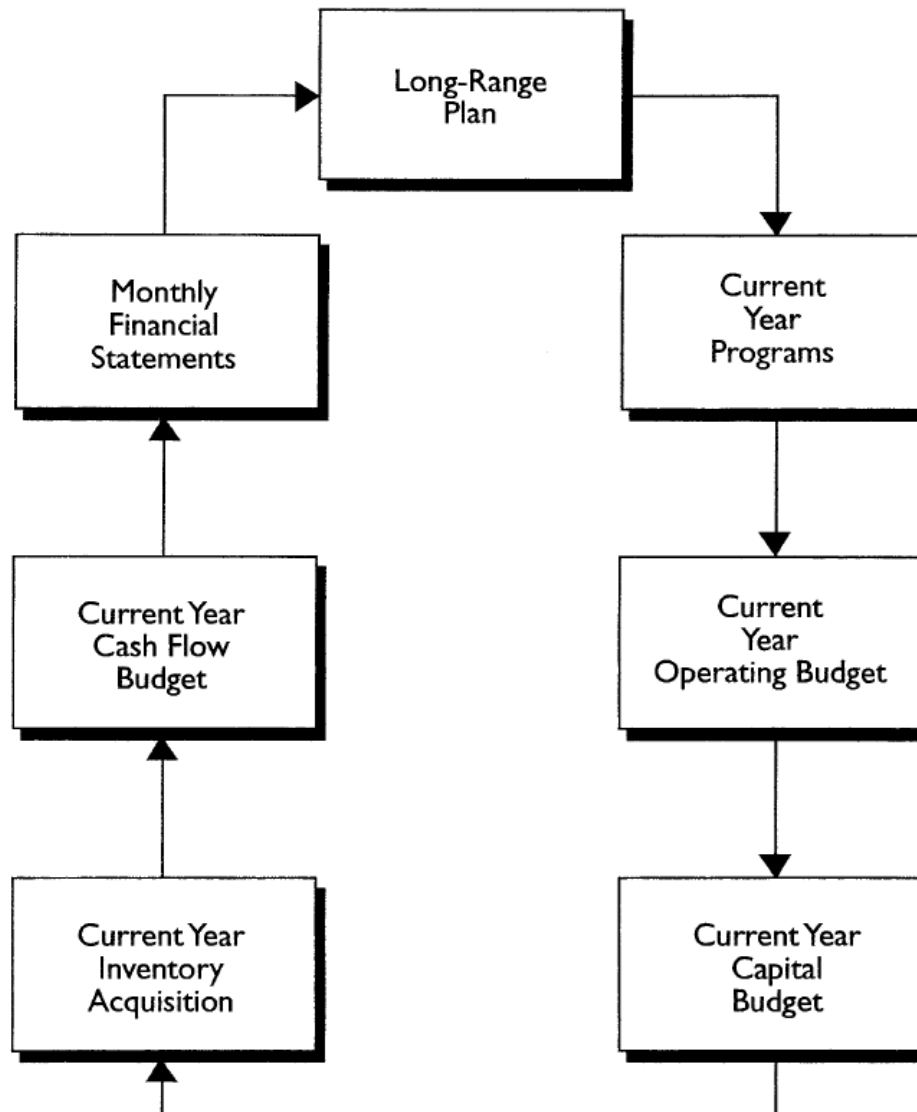 Long-Range
Plan
Monthly
Financial
Statements
Current
Year
Programs
Current Year
Cash Flow
Budget
Current
Year
Operating Budget
Current Year
Inventory
Acquisition
Current Year
Capital
Budget